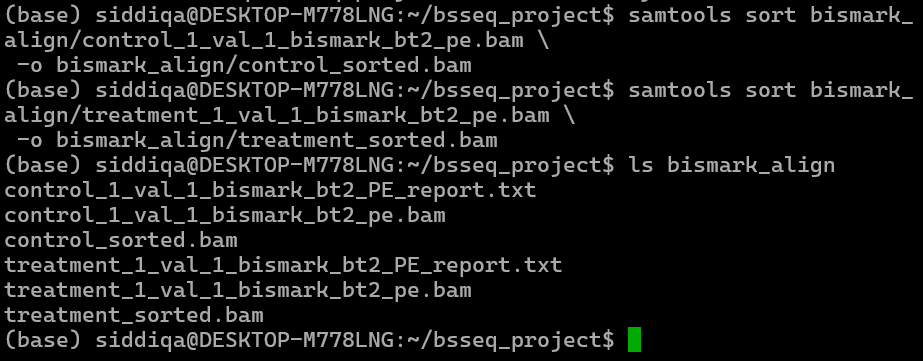 (base) siddiqa@DESKTOP-M778LNG:~/bsseq_project$ samtools sort bismark_
align/control_1_val_1_bismark_bt2_pe.bam \
 -o bismark_align/control_sorted.bam
(base) siddiqa@DESKTOP-M778LNG:~/bsseq_project$ samtools sort bismark_
align/treatment_1_val_1_bismark_bt2_pe.bam \
 -o bismark_align/treatment_sorted.bam
(base) siddiqa@DESKTOP-M778LNG:~/bsseq_project$ ls bismark_align
control_1_val_1_bismark_bt2_PE_report.txt
control_1_val_1_bismark_bt2_pe.bam
control_sorted.bam
treatment_1_val_1_bismark_bt2_PE_report.txt
treatment_1_val_1_bismark_bt2_pe.bam
treatment_sorted.bam
(base) siddiqa@DESKTOP-M778LNG:~/bsseq_project$